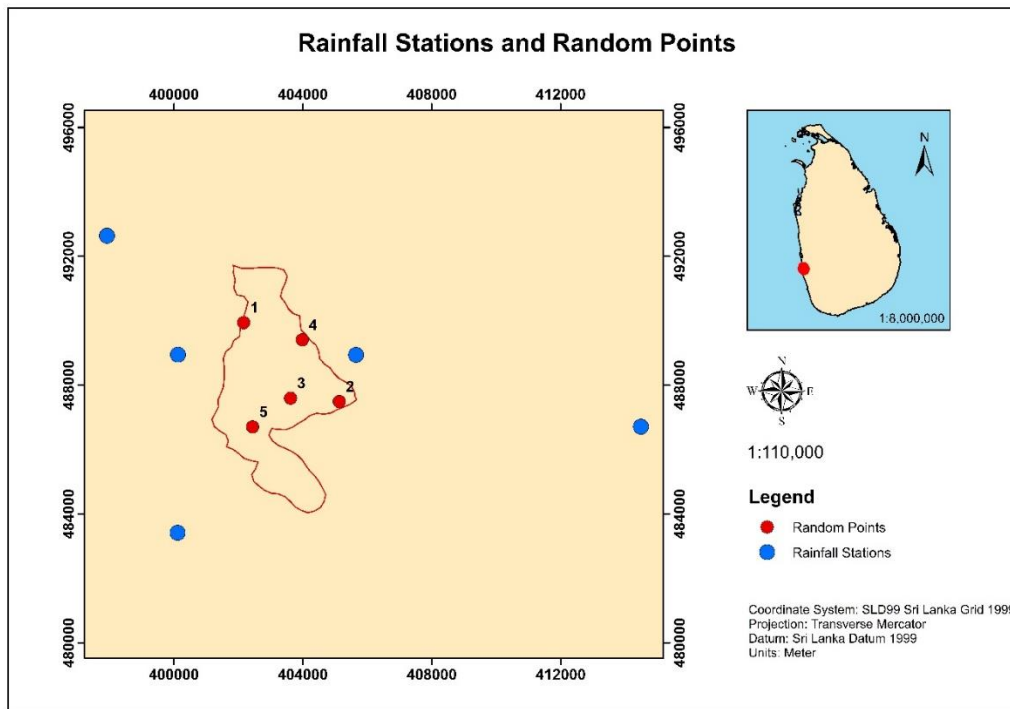 Rainfall Stations and Random Points
400000 404000 408000 412000
496000 496000
492000 492000
488000 488000
484000 484000
480000 480000
1
4
3
2
5
400000 404000 408000 412000
N
1:8,000,000
N
W E
S
1:110,000
Legend
Random Points
Rainfall Stations
Coordinate System: SLD99 Sri Lanka Grid 1999
Projection: Transverse Mercator
Datum: Sri Lanka Datum 1999
Units: Meter